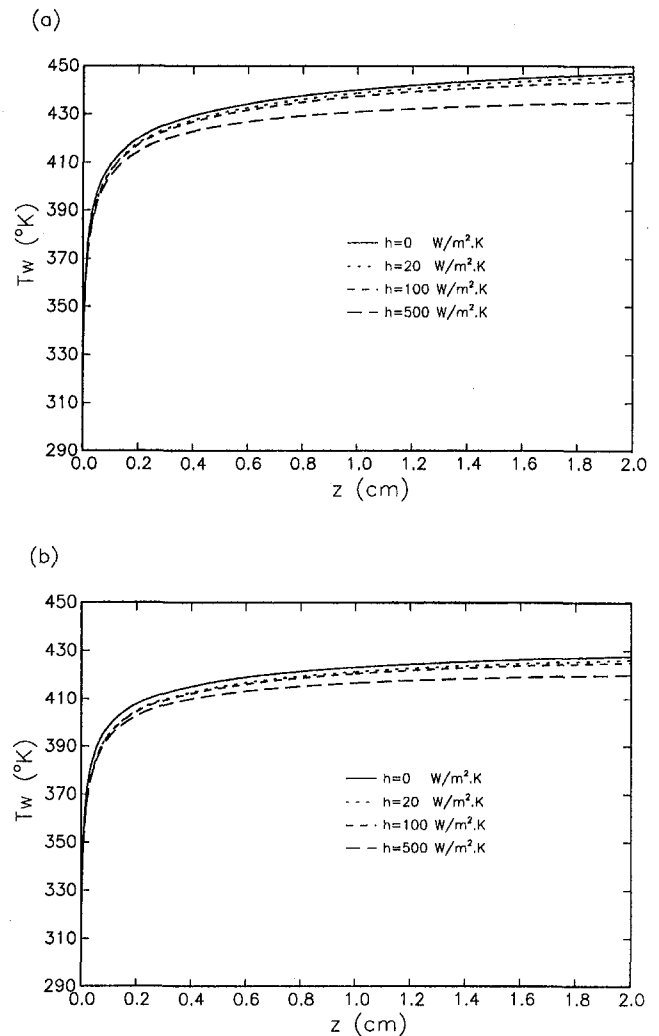 (a)
450
430
410
390
370
350
330
310
290
Tw (°K)
h=0 W/m².K
h=20 W/m².K
h=100 W/m².K
h=500 W/m².K
0.0 0.2 0.4 0.6 0.8 1.0 1.2 1.4 1.6 1.8 2.0
z (cm)
(b)
450
430
410
390
370
350
330
310
290
Tw (°K)
h=0 W/m².K
h=20 W/m².K
h=100 W/m².K
h=500 W/m².K
0.0 0.2 0.4 0.6 0.8 1.0 1.2 1.4 1.6 1.8 2.0
z (cm)